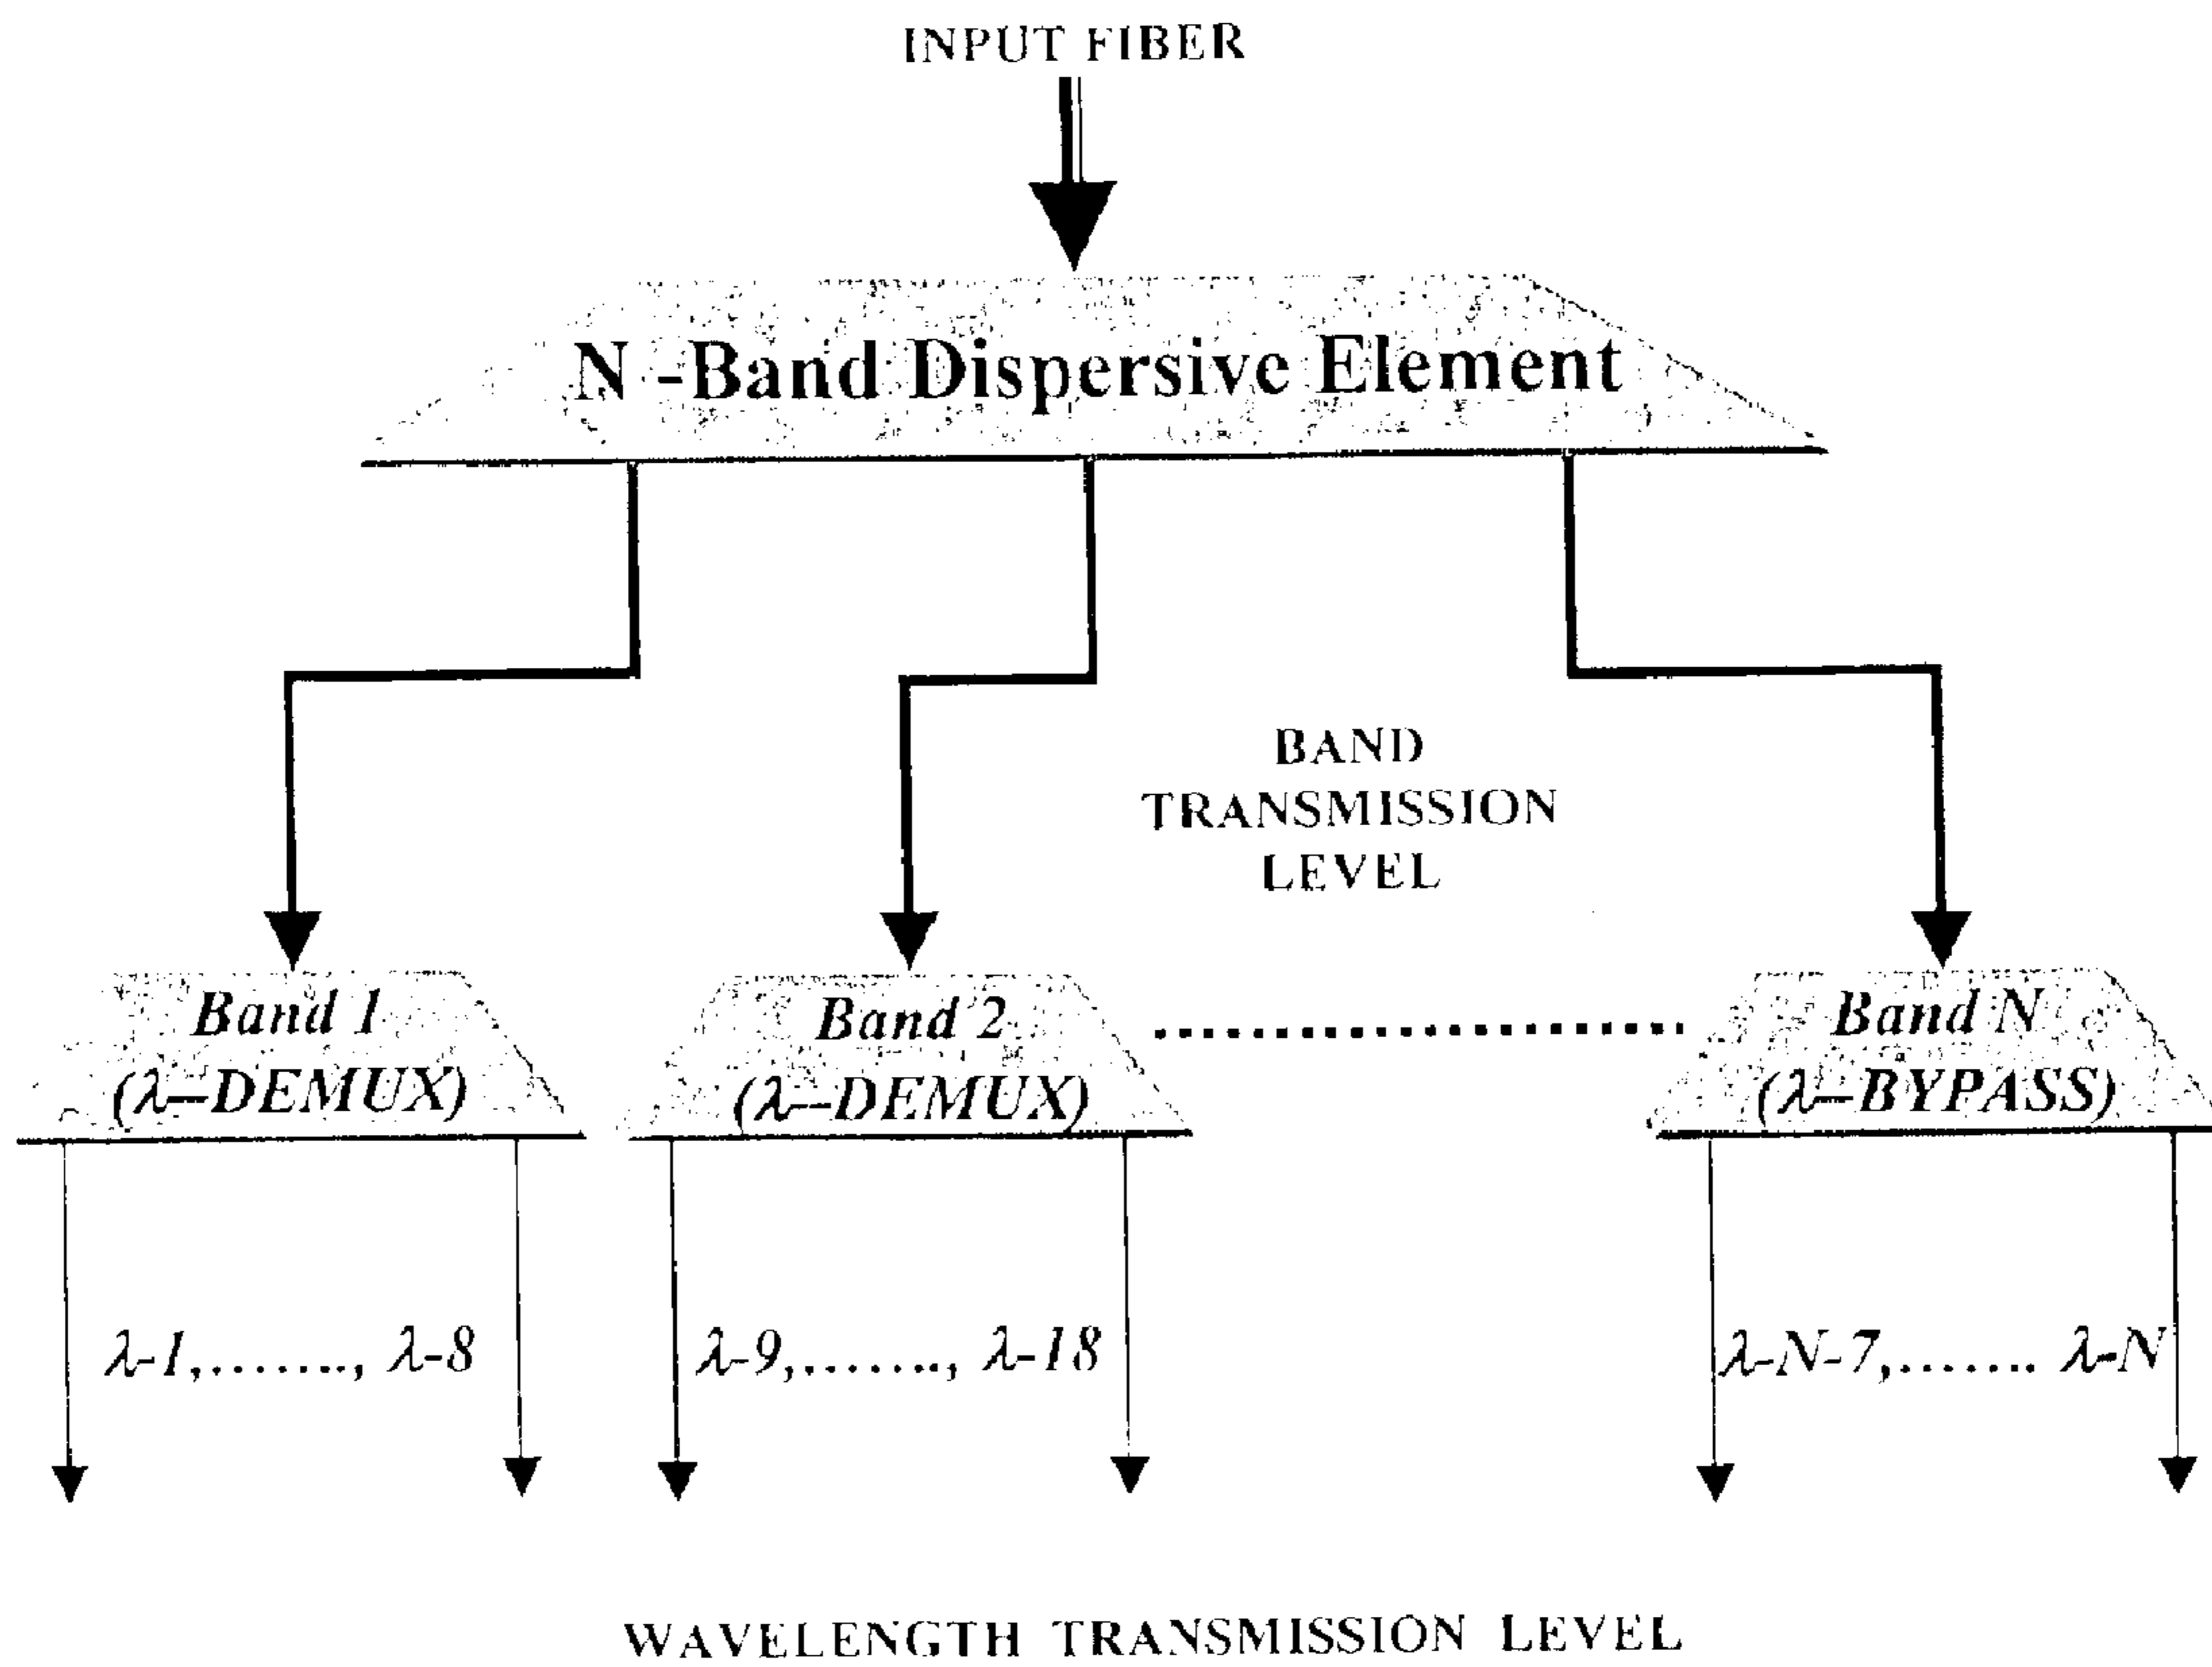 INPUT FIBER
N -Band Dispersive Element
BAND
TRANSMISSION
LEVEL
Band 1
(λ–DEMUX)
Band 2
(λ–DEMUX)
Band N
(λ–BYPASS)
λ-1,......., λ-8
λ-9,......., λ-18
λ-N-7,....... λ-N
WAVELENGTH TRANSMISSION LEVEL